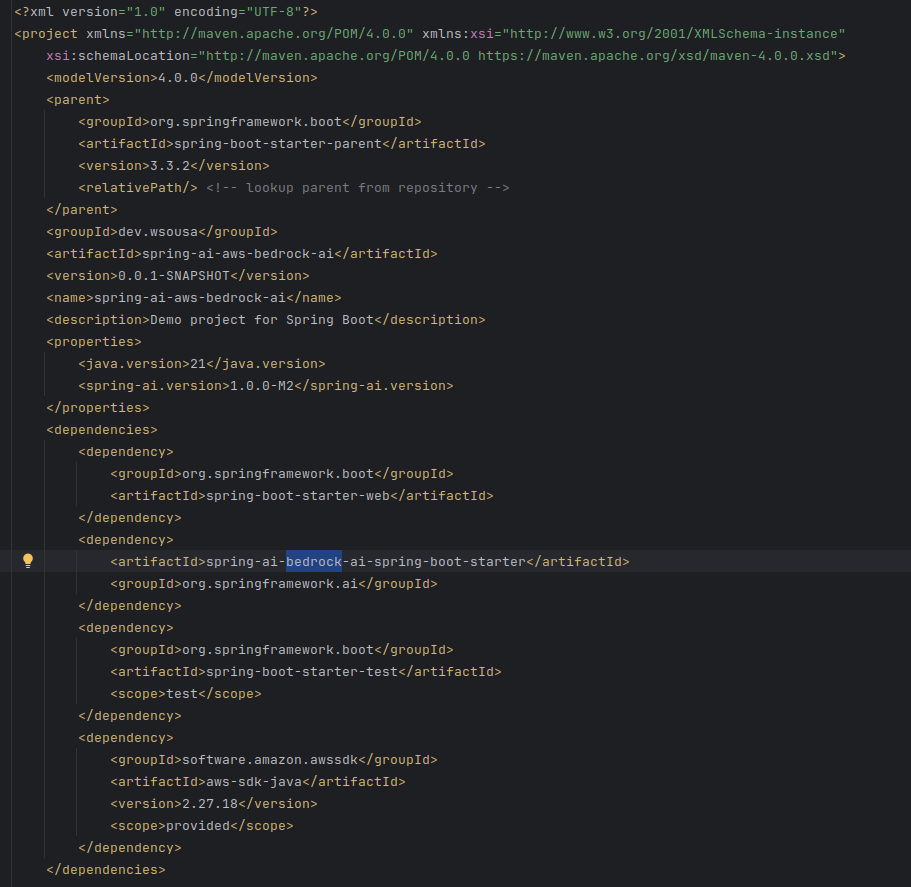 <?xml version="1.0" encoding="UTF-8"?>
<project xmlns="http://maven.apache.org/POM/4.0.0" xmlns:xsi="http://www.w3.org/2001/XMLSchema-instance"
    xsi:schemaLocation="http://maven.apache.org/POM/4.0.0 https://maven.apache.org/xsd/maven-4.0.0.xsd">
    <modelVersion>4.0.0</modelVersion>
    <parent>
        <groupId>org.springframework.boot</groupId>
        <artifactId>spring-boot-starter-parent</artifactId>
        <version>3.3.2</version>
        <relativePath/> <!-- lookup parent from repository -->
    </parent>
    <groupId>dev.wsousa</groupId>
    <artifactId>spring-ai-aws-bedrock-ai</artifactId>
    <version>0.0.1-SNAPSHOT</version>
    <name>spring-ai-aws-bedrock-ai</name>
    <description>Demo project for Spring Boot</description>
    <properties>
        <java.version>21</java.version>
        <spring-ai.version>1.0.0-M2</spring-ai.version>
    </properties>
    <dependencies>
        <dependency>
            <groupId>org.springframework.boot</groupId>
            <artifactId>spring-boot-starter-web</artifactId>
        </dependency>
        <dependency>
            <artifactId>spring-ai-bedrock-ai-spring-boot-starter</artifactId>
            <groupId>org.springframework.ai</groupId>
        </dependency>
        <dependency>
            <groupId>org.springframework.boot</groupId>
            <artifactId>spring-boot-starter-test</artifactId>
            <scope>test</scope>
        </dependency>
        <dependency>
            <groupId>software.amazon.awssdk</groupId>
            <artifactId>aws-sdk-java</artifactId>
            <version>2.27.18</version>
            <scope>provided</scope>
        </dependency>
    </dependencies>